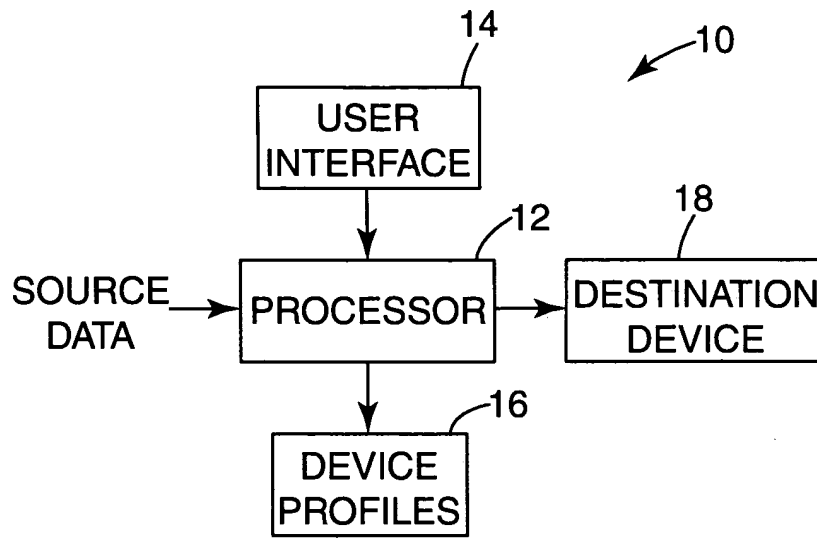 14
10
USER
INTERFACE
12
18
SOURCE
DATA
PROCESSOR
DESTINATION
DEVICE
16
DEVICE
PROFILES